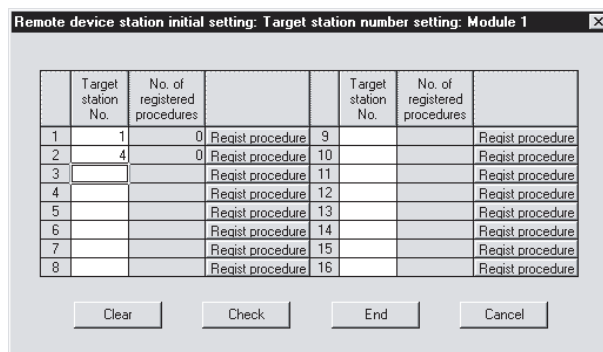 Remote device station initial setting: Target station number setting: Module 1
Target station No. No. of registered procedures Target station No. No. of registered procedures
1 1 0 Regist procedure 9 Regist procedure
2 4 0 Regist procedure 10 Regist procedure
3 Regist procedure 11 Regist procedure
4 Regist procedure 12 Regist procedure
5 Regist procedure 13 Regist procedure
6 Regist procedure 14 Regist procedure
7 Regist procedure 15 Regist procedure
8 Regist procedure 16 Regist procedure
Clear Check End Cancel